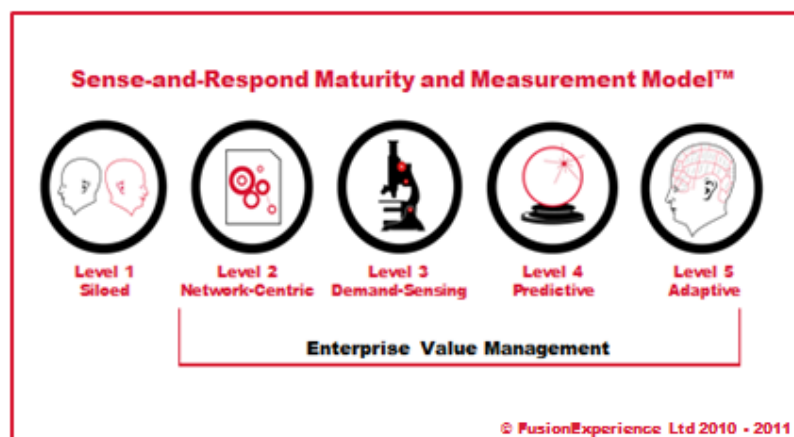 Sense-and-Respond Maturity and Measurement Model™
Level 1
Siloed
Level 2
Network-Centric
Level 3
Demand-Sensing
Level 4
Predictive
Level 5
Adaptive
Enterprise Value Management
© FusionExperience Ltd 2010 - 2011